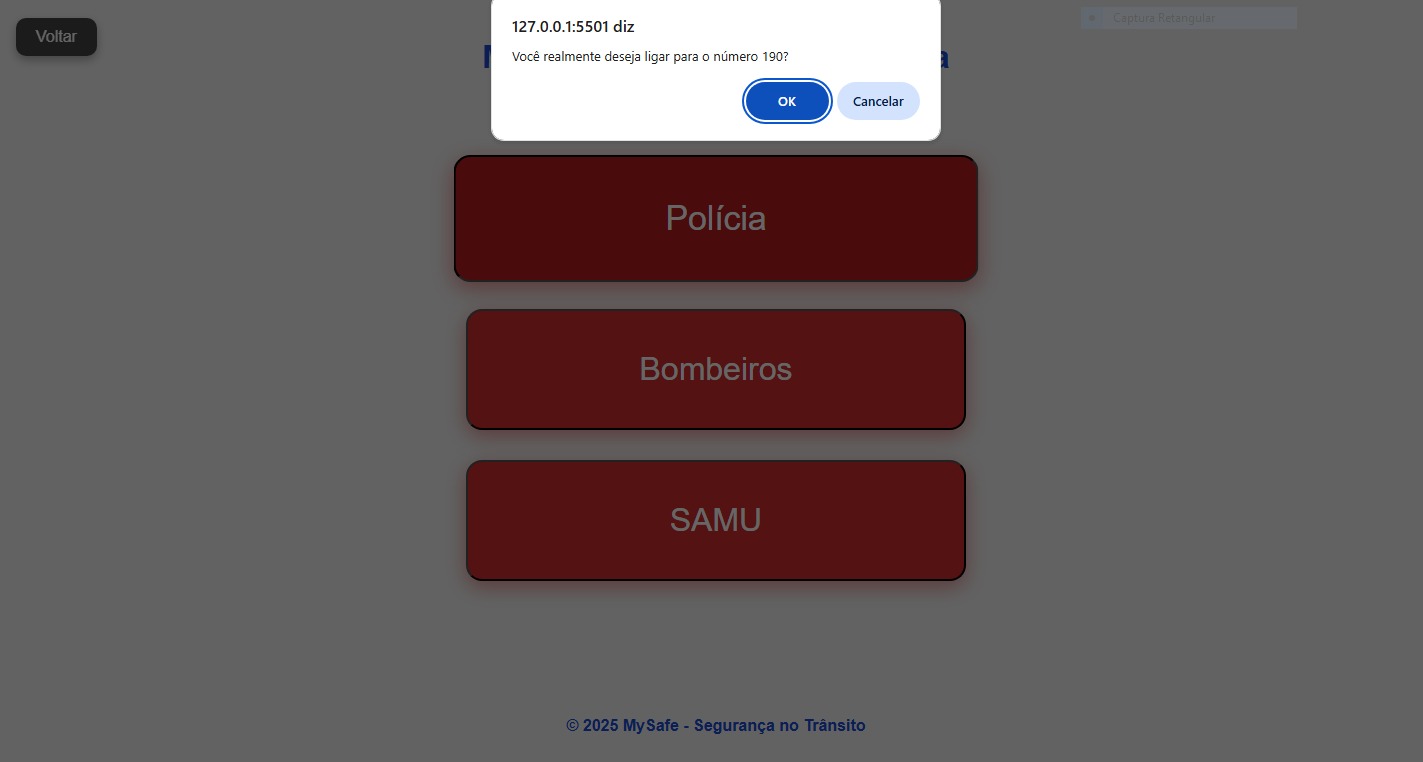 Voltar
127.0.0.1:5501 diz
Captura Retangular
Você realmente deseja ligar para o número 190?
OK
Cancelar
Polícia
Bombeiros
SAMU
© 2025 MySafe - Segurança no Trânsito